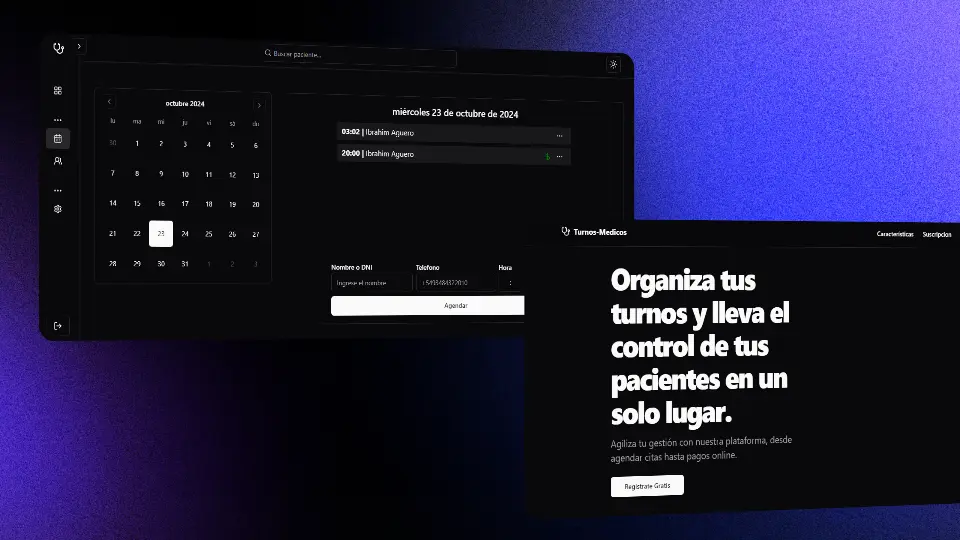 Buscar paciente...
octubre 2024
lu ma mi ju vi sá do
30 1 2 3 4 5 6
7 8 9 10 11 12 13
14 15 16 17 18 19 20
21 22 23 24 25 26 27
28 29 30 31 1 2 3
miércoles 23 de octubre de 2024
03:02 | Ibrahim Aguero
20:00 | Ibrahim Aguero
Nombre o DNI Telefono Hora
Ingrese el nombre +5493484322010 :
Agendar
Turnos-Medicos
Caracteristicas Suscripcion
Organiza tus
turnos y lleva el
control de tus
pacientes en un
solo lugar.
Agiliza tu gestión con nuestra plataforma, desde
agendar citas hasta pagos online.
Registrate Gratis